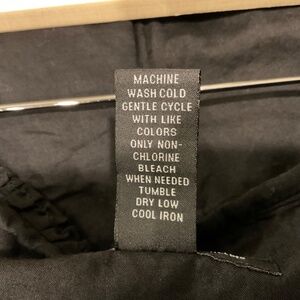 MACHINE
WASH COLD
GENTLE CYCLE
WITH LIKE
COLORS
ONLY NON-
CHLORINE
BLEACH
WHEN NEEDED
TUMBLE
DRY LOW
COOL IRON